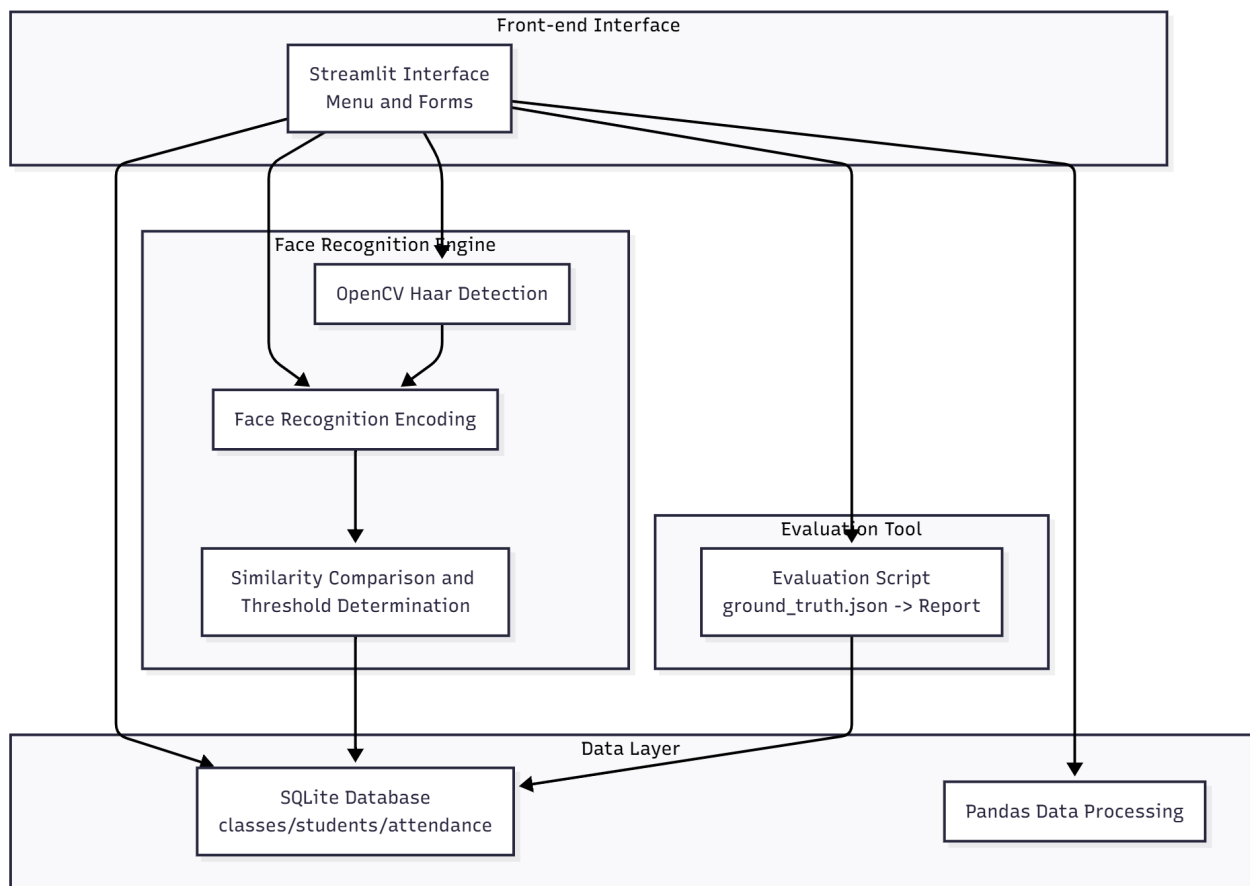 Front-end Interface
Streamlit Interface
Menu and Forms
Face Recognition Engine
OpenCV Haar Detection
Face Recognition Encoding
Similarity Comparison and
Threshold Determination
Evaluation Tool
Evaluation Script
ground_truth.json -> Report
Data Layer
SQLite Database
classes/students/attendance
Pandas Data Processing